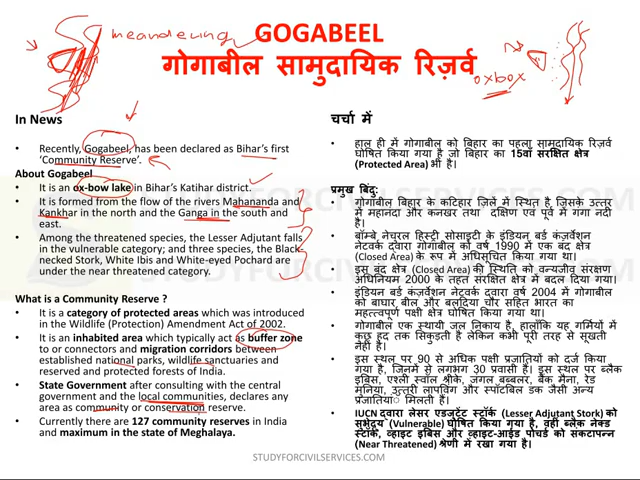 meandering
GOGABEEL
गोगाबील सामुदायिक रिज़र्व
oxbox
In News
• Recently, Gogabeel, has been declared as Bihar's first
'Community Reserve'.
About Gogabeel
• It is an ox-bow lake in Bihar's Katihar district.
• It is formed from the flow of the rivers Mahananda and
Kankhar in the north and the Ganga in the south and
east.
• Among the threatened species, the Lesser Adjutant falls
in the vulnerable category; and three species, the Black-
necked Stork, White Ibis and White-eyed Pochard are
under the near threatened category.
What is a Community Reserve ?
• It is a category of protected areas which was introduced
in the Wildlife (Protection) Amendment Act of 2002.
• It is an inhabited area which typically act as buffer zone
to or connectors and migration corridors between
established national parks, wildlife sanctuaries and
reserved and protected forests of India.
• State Government after consulting with the central
government and the local communities, declares any
area as community or conservation reserve.
• Currently there are 127 community reserves in India
and maximum in the state of Meghalaya.
चर्चा में
• हाल ही में गोगाबील को बिहार का पहला सामुदायिक रिज़र्व
घोषित किया गया है जो बिहार का 15वाँ संरक्षित क्षेत्र
(Protected Area) भी है।
प्रमुख बिंदु:
• गोगाबील बिहार के कटिहार ज़िले में स्थित है जिसके उत्तर
में महानंदा और कनखर तथा दक्षिण एवं पूर्व में गंगा नदी
है।
• बॉम्बे नेचुरल हिस्ट्री सोसाइटी के इंडियन बर्ड कंज़र्वेशन
नेटवर्क द्वारा गोगाबील को वर्ष 1990 में एक बंद क्षेत्र
(Closed Area) के रूप में अधिसूचित किया गया था।
• इस बंद क्षेत्र (Closed Area) की स्थिति को वन्यजीव संरक्षण
अधिनियम 2000 के तहत संरक्षित क्षेत्र में बदल दिया गया।
• इंडियन बर्ड कंज़र्वेशन नेटवर्क द्वारा वर्ष 2004 में गोगाबील
को बाघार बील और बलदिया चौर सहित भारत का
महत्त्वपूर्ण पक्षी क्षेत्र घोषित किया गया था।
• गोगाबील एक स्थायी जल निकाय है, हालाँकि यह गर्मियों में
कुछ हद तक सिकुड़ती है लेकिन कभी पूरी तरह से सूखती
नहीं है।
• इस स्थल पर 90 से अधिक पक्षी प्रजातियों को दर्ज किया
गया है, जिनमें से लगभग 30 प्रवासी हैं। इस स्थल पर ब्लैक
इबिस, एश्ली स्वॉल श्रीके, जंगल बब्बलर, बैंक मैना, रेड
मुनिया, उत्तरी लापविंग और स्पॉटबिल डक जैसी अन्य
प्रजातियाँ मिलती हैं।
• IUCN द्वारा लेसर एडजुटेंट स्टॉर्क (Lesser Adjutant Stork) को
सुभेद्य (Vulnerable) घोषित किया गया है, वहीं ब्लैक नेक्ड
स्टॉर्क, व्हाइट इबिस और व्हाइट-आईड पोचर्ड को संकटापन्न
(Near Threatened) श्रेणी में रखा गया है।
STUDYFORCIVILSERVICES.COM